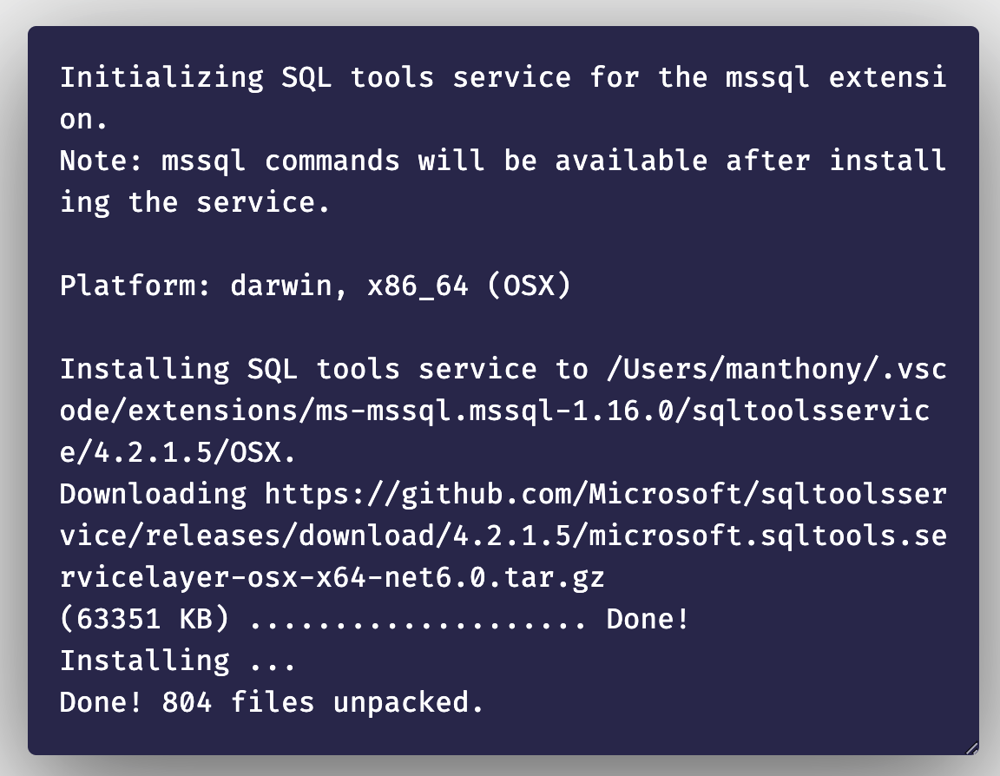 Initializing SQL tools service for the mssql extensi
on.
Note: mssql commands will be available after install
ing the service.
Platform: darwin, x86_64 (OSX)
Installing SQL tools service to /Users/manthony/.vsc
ode/extensions/ms-mssql.mssql-1.16.0/sqltoolsservic
e/4.2.1.5/OSX.
Downloading https://github.com/Microsoft/sqltoolsser
vice/releases/download/4.2.1.5/microsoft.sqltools.se
rvicelayer-osx-x64-net6.0.tar.gz
(63351 KB) .................... Done!
Installing ...
Done! 804 files unpacked.